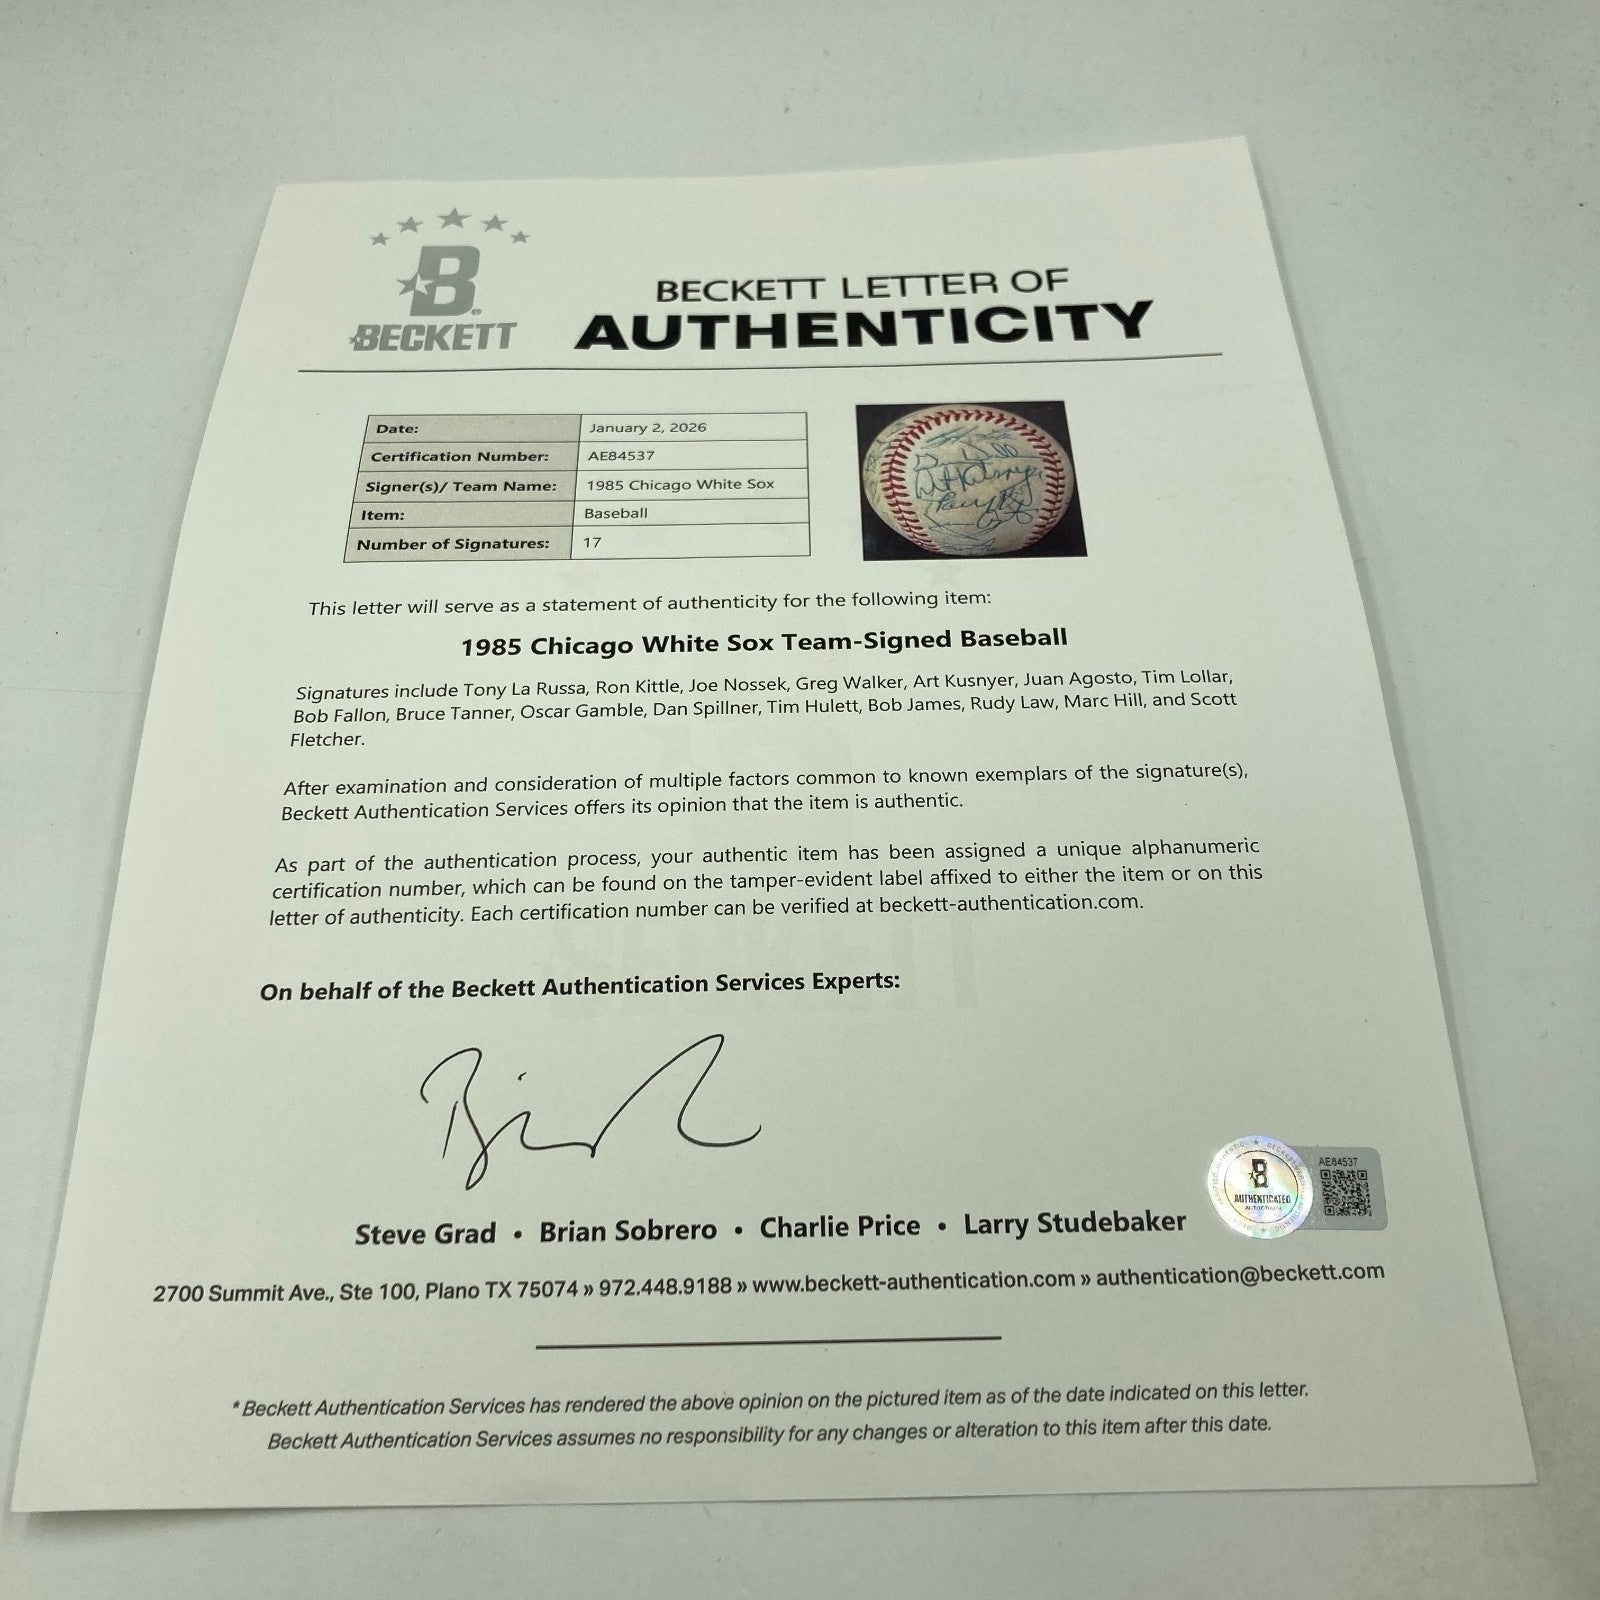 BECKETT
BECKETT LETTER OF
AUTHENTICITY
Date: January 2, 2026
Certification Number: AE84537
Signer(s)/ Team Name: 1985 Chicago White Sox
Item: Baseball
Number of Signatures: 17
This letter will serve as a statement of authenticity for the following item:
1985 Chicago White Sox Team-Signed Baseball
Signatures include Tony La Russa, Ron Kittle, Joe Nossek, Greg Walker, Art Kusnyer, Juan Agosto, Tim Lollar,
Bob Fallon, Bruce Tanner, Oscar Gamble, Dan Spillner, Tim Hulett, Bob James, Rudy Law, Marc Hill, and Scott
Fletcher.
After examination and consideration of multiple factors common to known exemplars of the signature(s),
Beckett Authentication Services offers its opinion that the item is authentic.
As part of the authentication process, your authentic item has been assigned a unique alphanumeric
certification number, which can be found on the tamper-evident label affixed to either the item or on this
letter of authenticity. Each certification number can be verified at beckett-authentication.com.
On behalf of the Beckett Authentication Services Experts:
AE84537
B
AUTHENTICATED
AUTOGRAPH
Steve Grad • Brian Sobrero • Charlie Price • Larry Studebaker
2700 Summit Ave., Ste 100, Plano TX 75074 » 972.448.9188 » www.beckett-authentication.com » authentication@beckett.com
* Beckett Authentication Services has rendered the above opinion on the pictured item as of the date indicated on this letter.
Beckett Authentication Services assumes no responsibility for any changes or alteration to this item after this date.